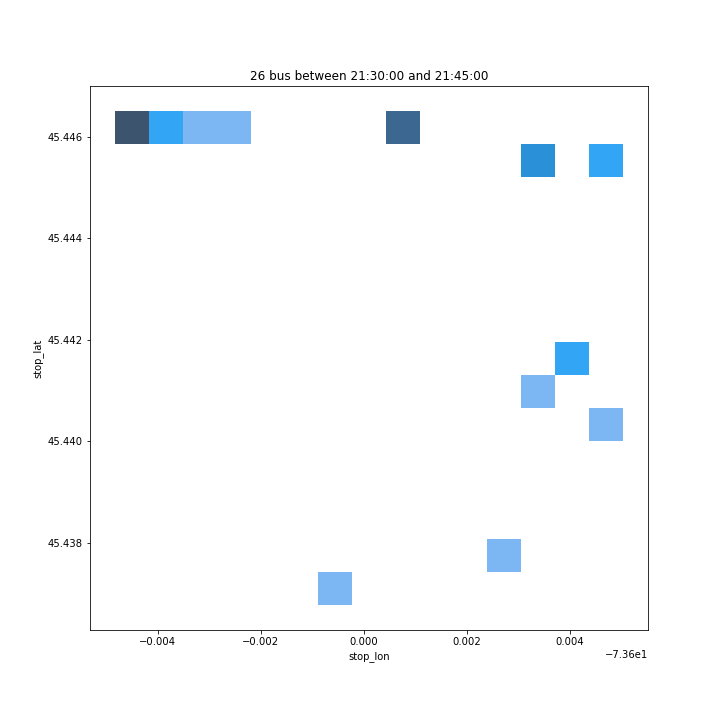 26 bus between 21:30:00 and 21:45:00
45.446
45.444
45.442
45.440
45.438
stop_lat
−0.004 −0.002 0.000 0.002 0.004
stop_lon
−7.36e1